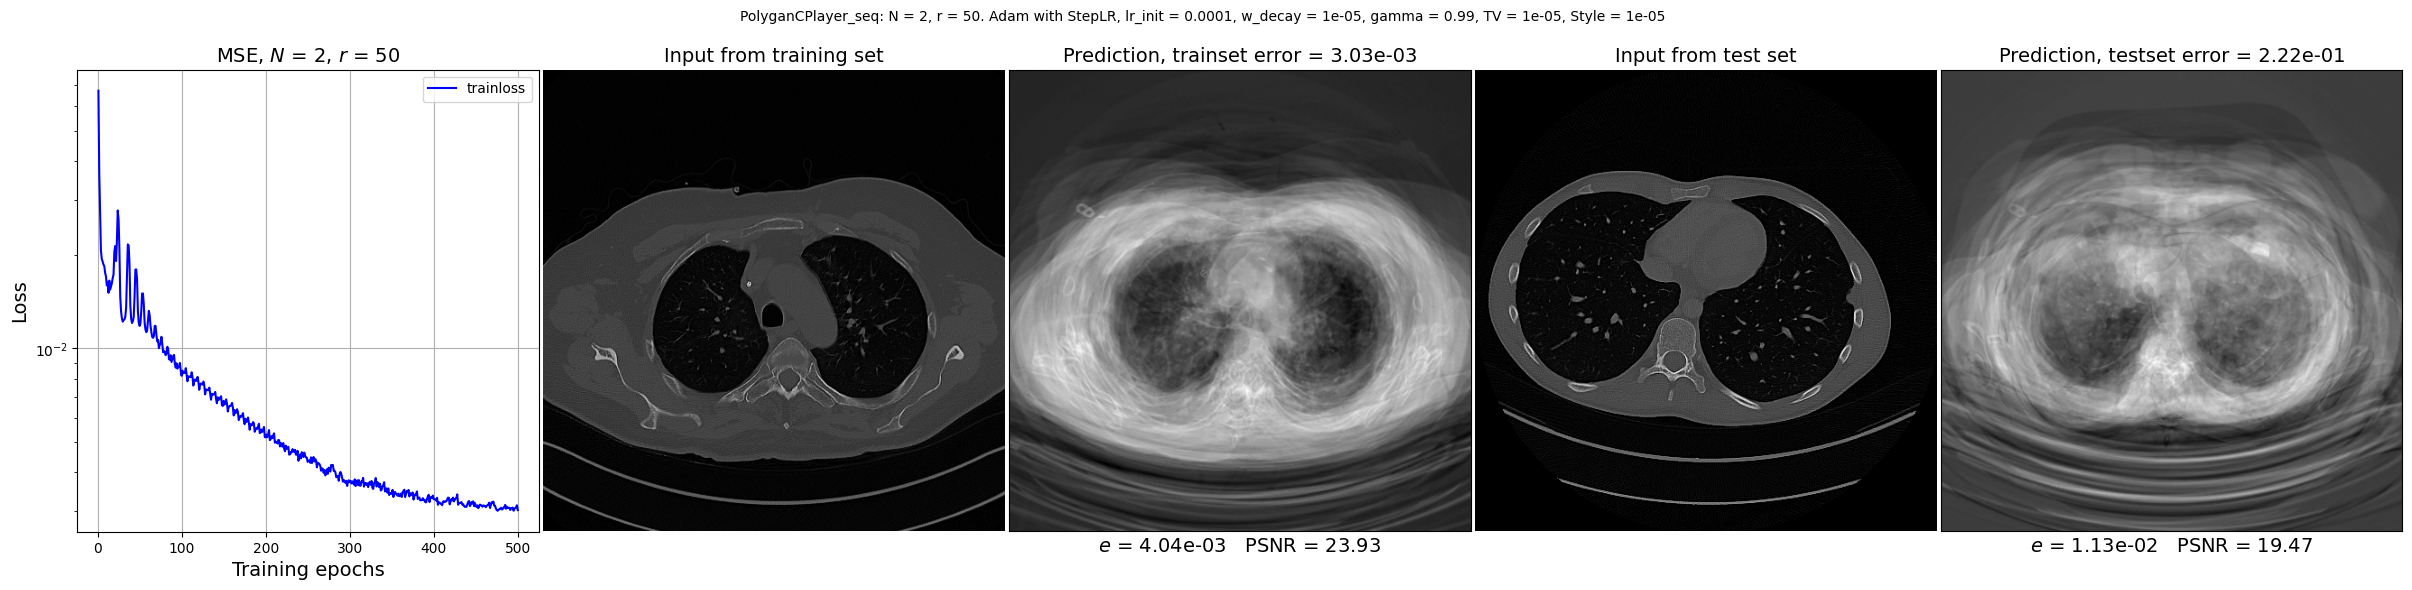 PolyganCPlayer_seq: N = 2, r = 50. Adam with StepLR, lr_init = 0.0001, w_decay = 1e-05, gamma = 0.99, TV = 1e-05, Style = 1e-05
MSE, N = 2, r = 50
Input from training set
Prediction, trainset error = 3.03e-03
Input from test set
Prediction, testset error = 2.22e-01
trainloss
Loss
10⁻²
0 100 200 300 400 500
Training epochs
e = 4.04e-03 PSNR = 23.93
e = 1.13e-02 PSNR = 19.47